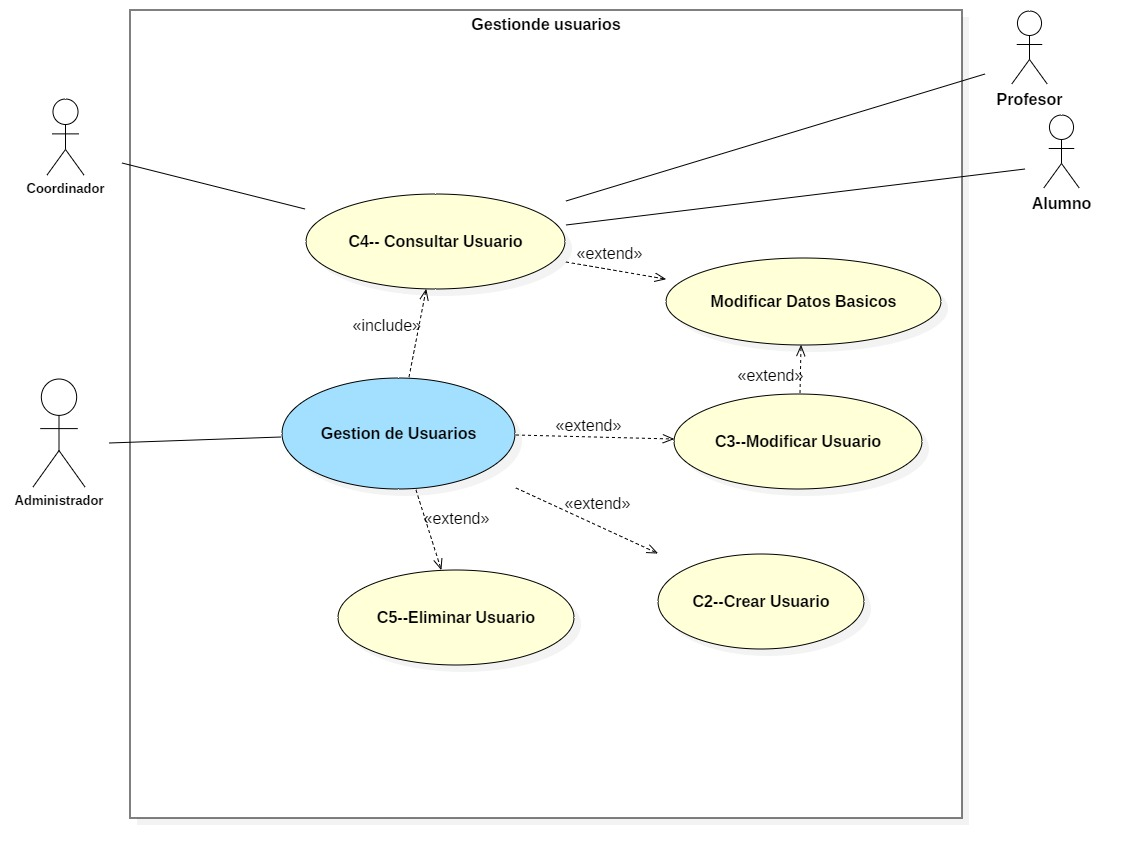 Gestionde usuarios
Profesor
Coordinador
Alumno
C4-- Consultar Usuario
«extend»
Modificar Datos Basicos
«include»
«extend»
Gestion de Usuarios
«extend»
C3--Modificar Usuario
Administrador
«extend»
«extend»
C5--Eliminar Usuario
C2--Crear Usuario